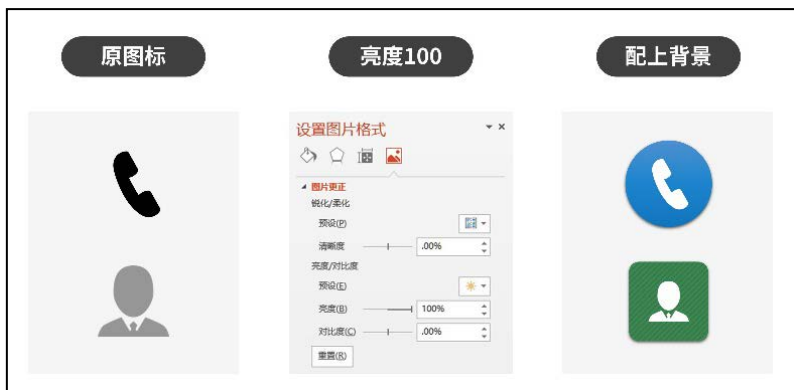 原图标
亮度100
配上背景
设置图片格式
图片更正
锐化/柔化
预设(P)
清晰度 .00%
亮度/对比度
预设(E)
亮度(B) 100%
对比度(C) .00%
重置(R)